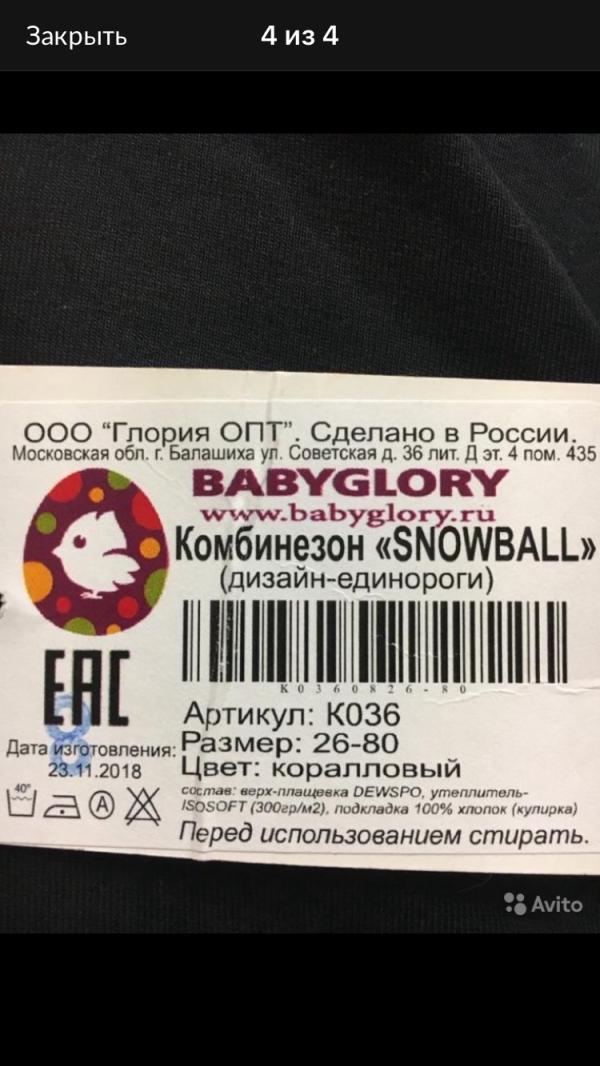 Закрыть 4 из 4
ООО “Глория ОПТ”. Сделано в России.
Московская обл. г. Балашиха ул. Советская д. 36 лит. Д эт. 4 пом. 435
BABYGLORY
www.babyglory.ru
Комбинезон «SNOWBALL»
(дизайн-единороги)
K0360826-80
EAC
Артикул: К036
Размер: 26-80
Дата изготовления:
23.11.2018
Цвет: коралловый
40°
A
состав: верх-плащевка DEWSPO, утеплитель-
ISOSOFT (300гр/м2), подкладка 100% хлопок (кулирка)
Перед использованием стирать.
Avito